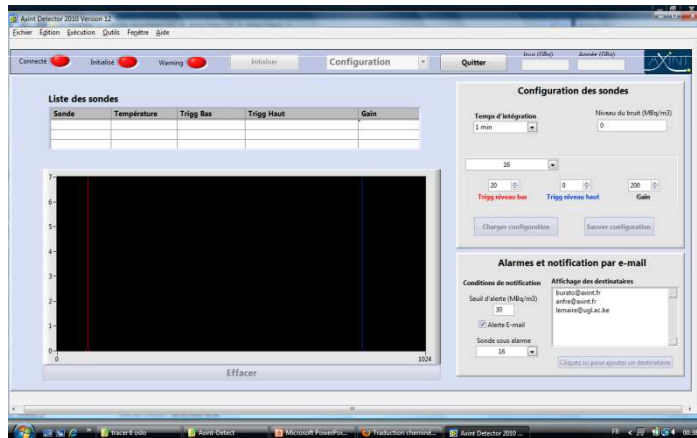 Axint Detector 2010 Version 12
Fichier Édition Exécution Outils Fenêtre Aide
Connecté Initialisé Warning Initialiser Configuration Quitter Jour (GBq) Année (GBq) AXINT
Liste des sondes
Sonde Température Trigg Bas Trigg Haut Gain
7
6
5
4
3
2
1
0
0 1024
Effacer
Configuration des sondes
Temps d'intégration Niveau du bruit (MBq/m3)
1 min 0
16
20 0 200
Trigg niveau bas Trigg niveau haut Gain
Charger configuration Sauver configuration
Alarmes et notification par e-mail
Conditions de notification Affichage des destinataires
Seuil d'alerte (MBq/m3)
30
Alerte E-mail
Sonde sous alarme
16
burato@axint.fr
anfre@axint.fr
lemaire@ugl.ac.be
Cliquez ici pour ajouter un destinataire
tracer 6 oslo Axint-Detect Microsoft PowerPoi... Traduction cheminé... Axint Detector 2010 ... FR